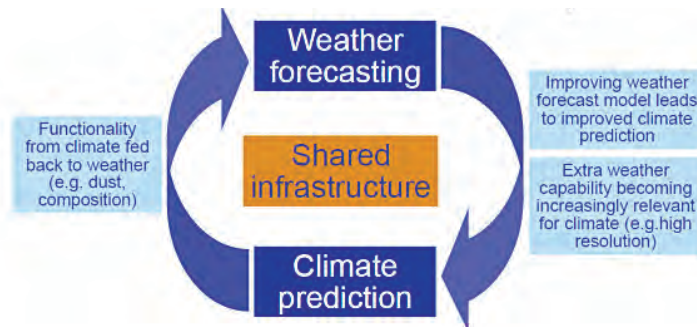 Weather
forecasting
Improving weather
forecast model leads
to improved climate
prediction
Functionality
from climate fed
back to weather
(e.g. dust,
composition)
Shared
infrastructure
Extra weather
capability becoming
increasingly relevant
for climate (e.g.high
resolution)
Climate
prediction